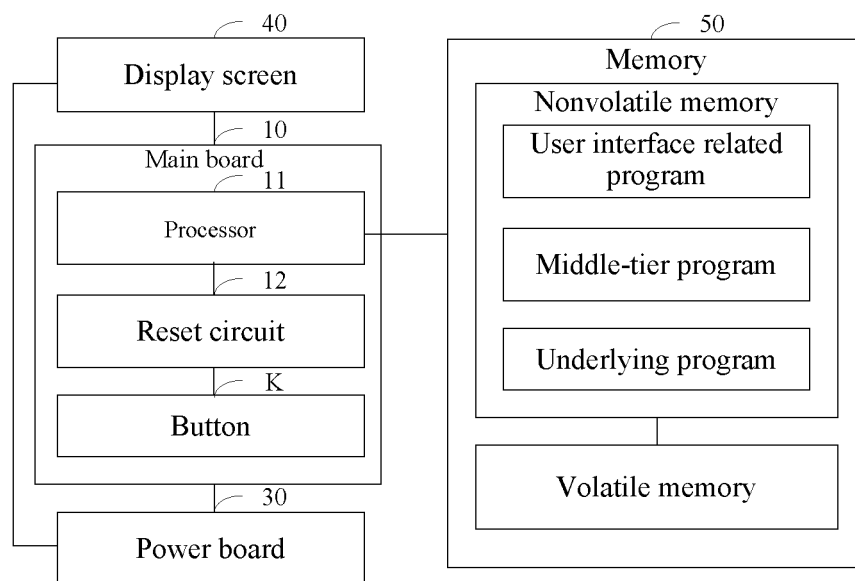 40
Display screen
10
Main board
11
Processor
12
Reset circuit
K
Button
30
Power board
50
Memory
Nonvolatile memory
User interface related
program
Middle-tier program
Underlying program
Volatile memory